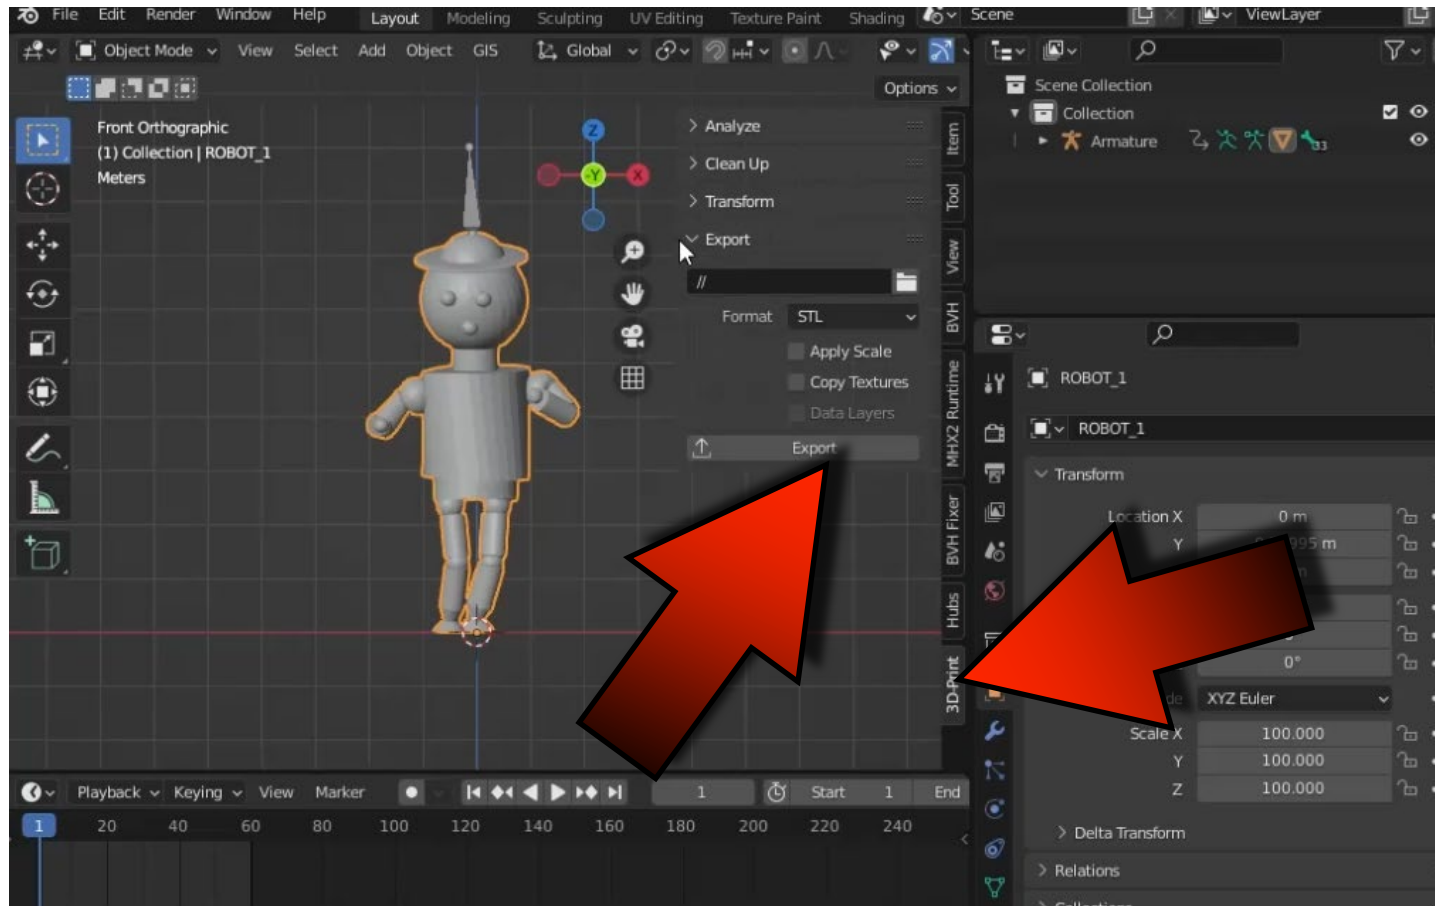 File Edit Render Window Help Layout Modeling Sculpting UV Editing Texture Paint Shading Scene ViewLayer
Object Mode View Select Add Object GIS Global
Options
Front Orthographic
(1) Collection | ROBOT_1
Meters
Z
-Y
X
Analyze
Clean Up
Transform
Export
//
Format STL
Apply Scale
Copy Textures
Data Layers
Export
Item
Tool
View
BVH
MHX2 Runtime
BVH Fixer
Hubs
3D-Print
Scene Collection
Collection
Armature 33
ROBOT_1
ROBOT_1
Transform
Location X 0 m
Y 995 m
m
0°
XYZ Euler
Scale X 100.000
Y 100.000
Z 100.000
Delta Transform
Relations
Collections
Playback Keying View Marker 1 Start 1 End
1 20 40 60 80 100 120 140 160 180 200 220 240